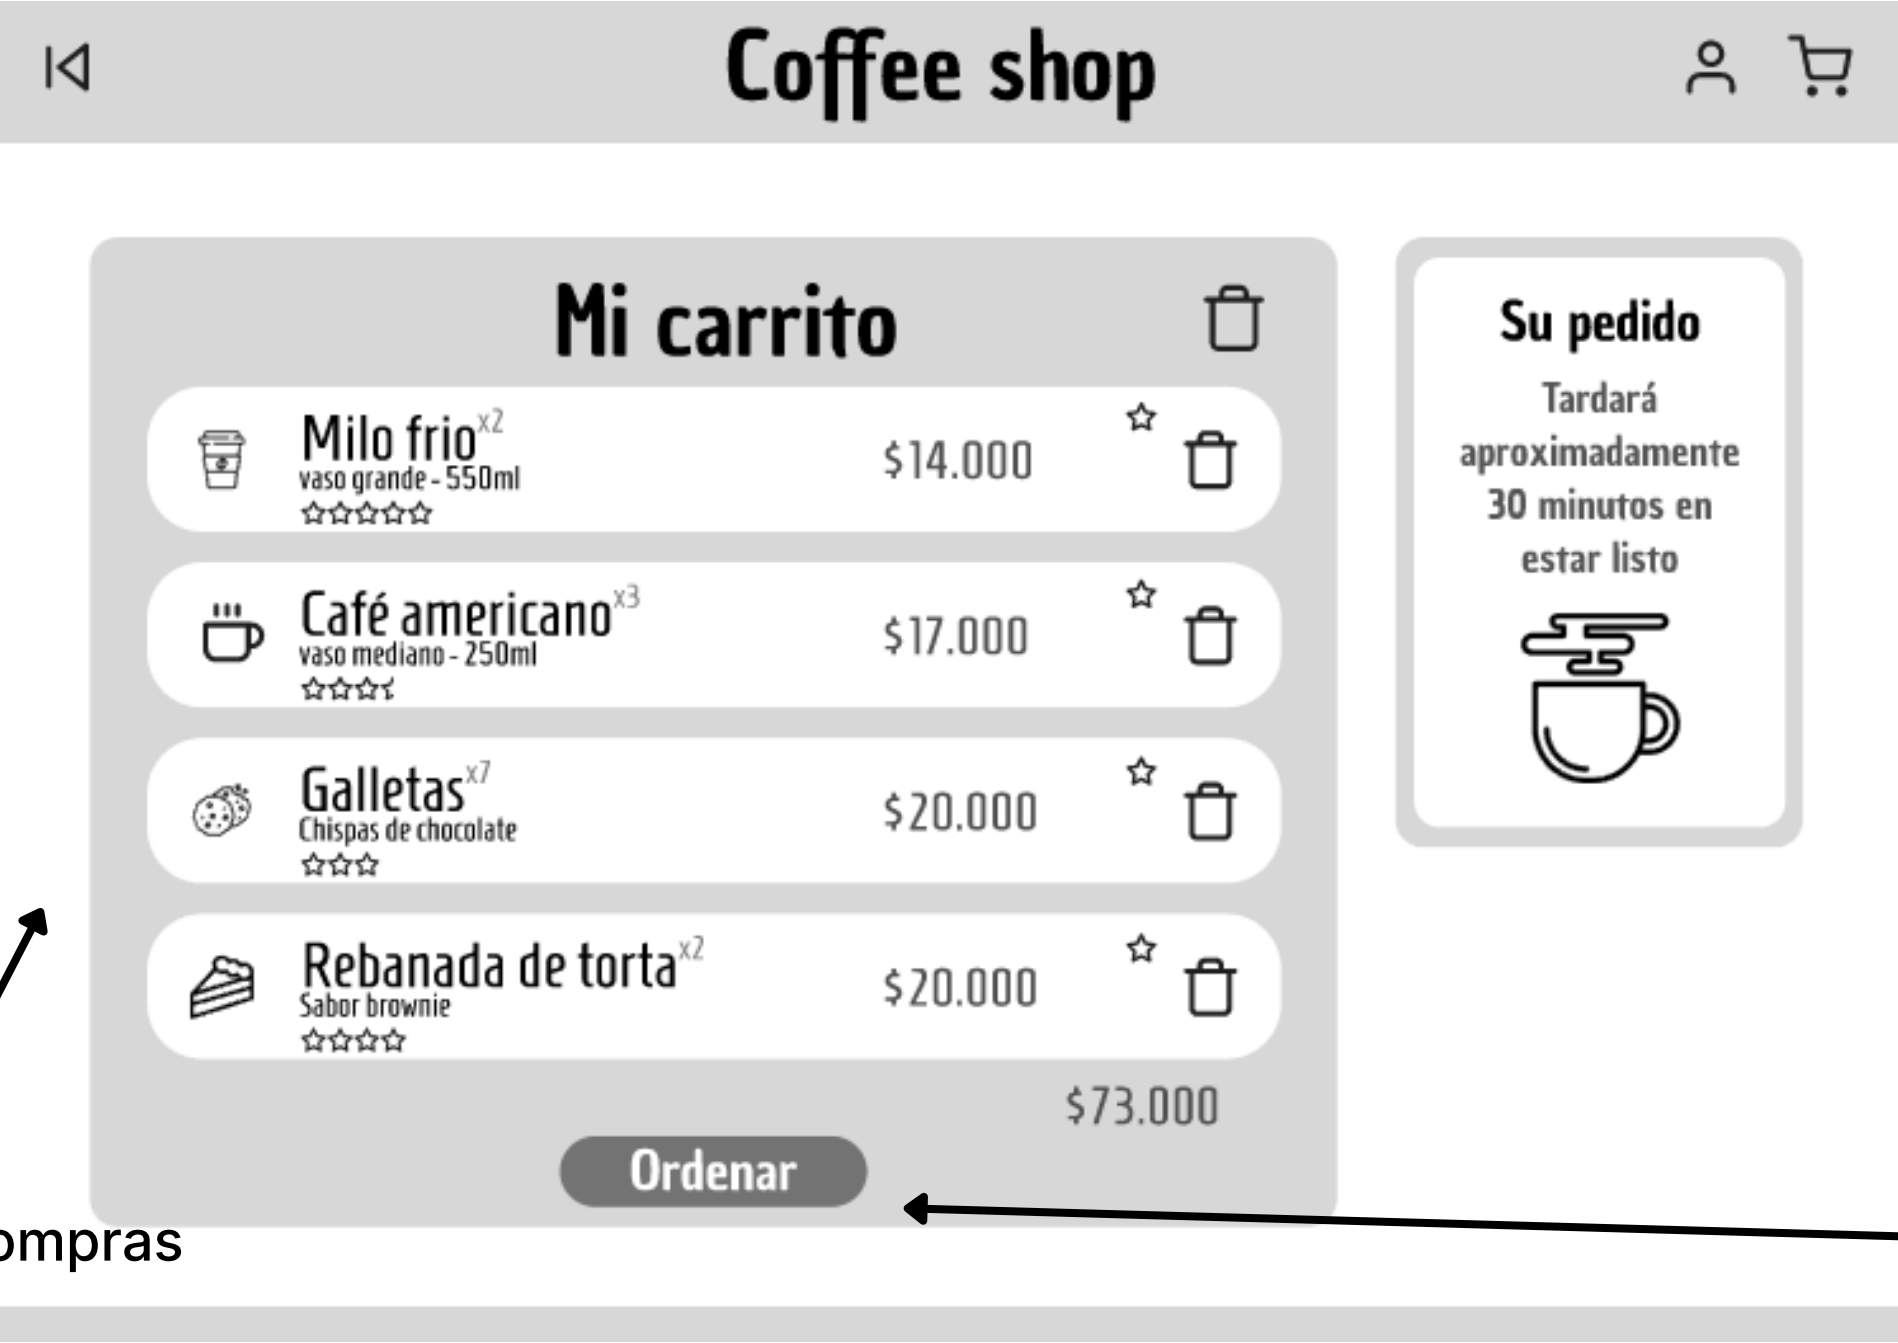 Coffee shop
Mi carrito
Milo frio x2
vaso grande - 550ml
$14.000
Café americano x3
vaso mediano - 250ml
$17.000
Galletas x7
Chispas de chocolate
$20.000
Rebanada de torta x2
Sabor brownie
$20.000
$73.000
Ordenar
Su pedido
Tardará
aproximadamente
30 minutos en
estar listo
ompras